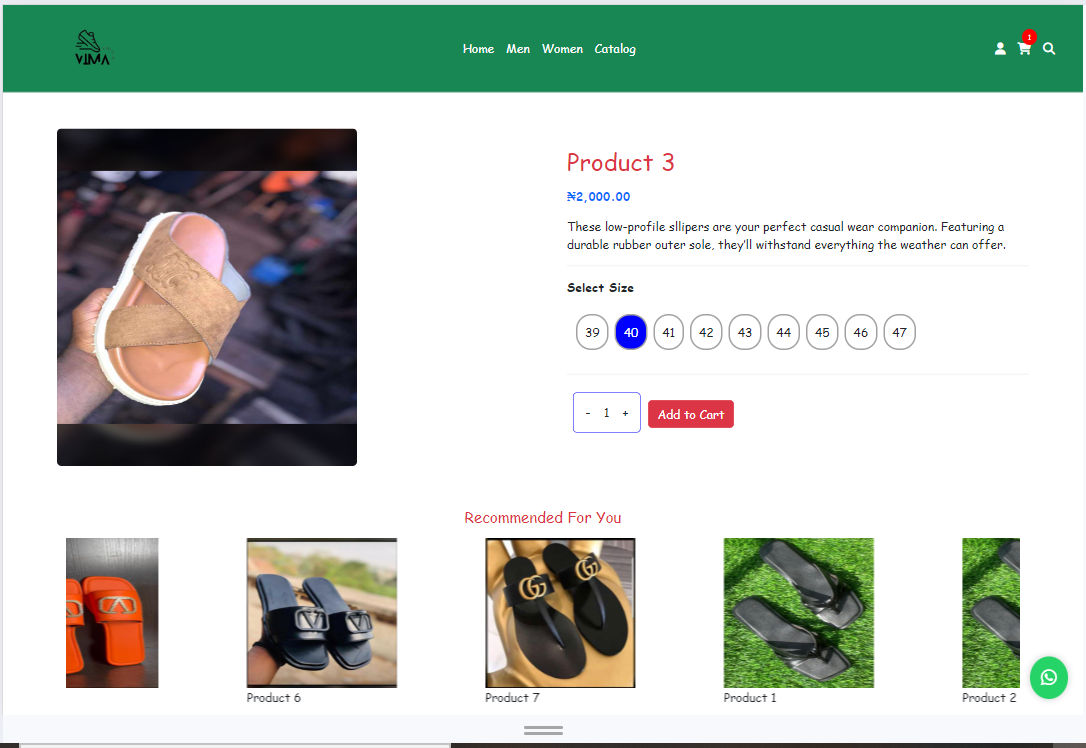 VIMA
Home Men Women Catalog
1
Product 3
₦2,000.00
These low-profile sllipers are your perfect casual wear companion. Featuring a
durable rubber outer sole, they'll withstand everything the weather can offer.
Select Size
39 40 41 42 43 44 45 46 47
- 1 + Add to Cart
Recommended For You
Product 6 Product 7 Product 1 Product 2